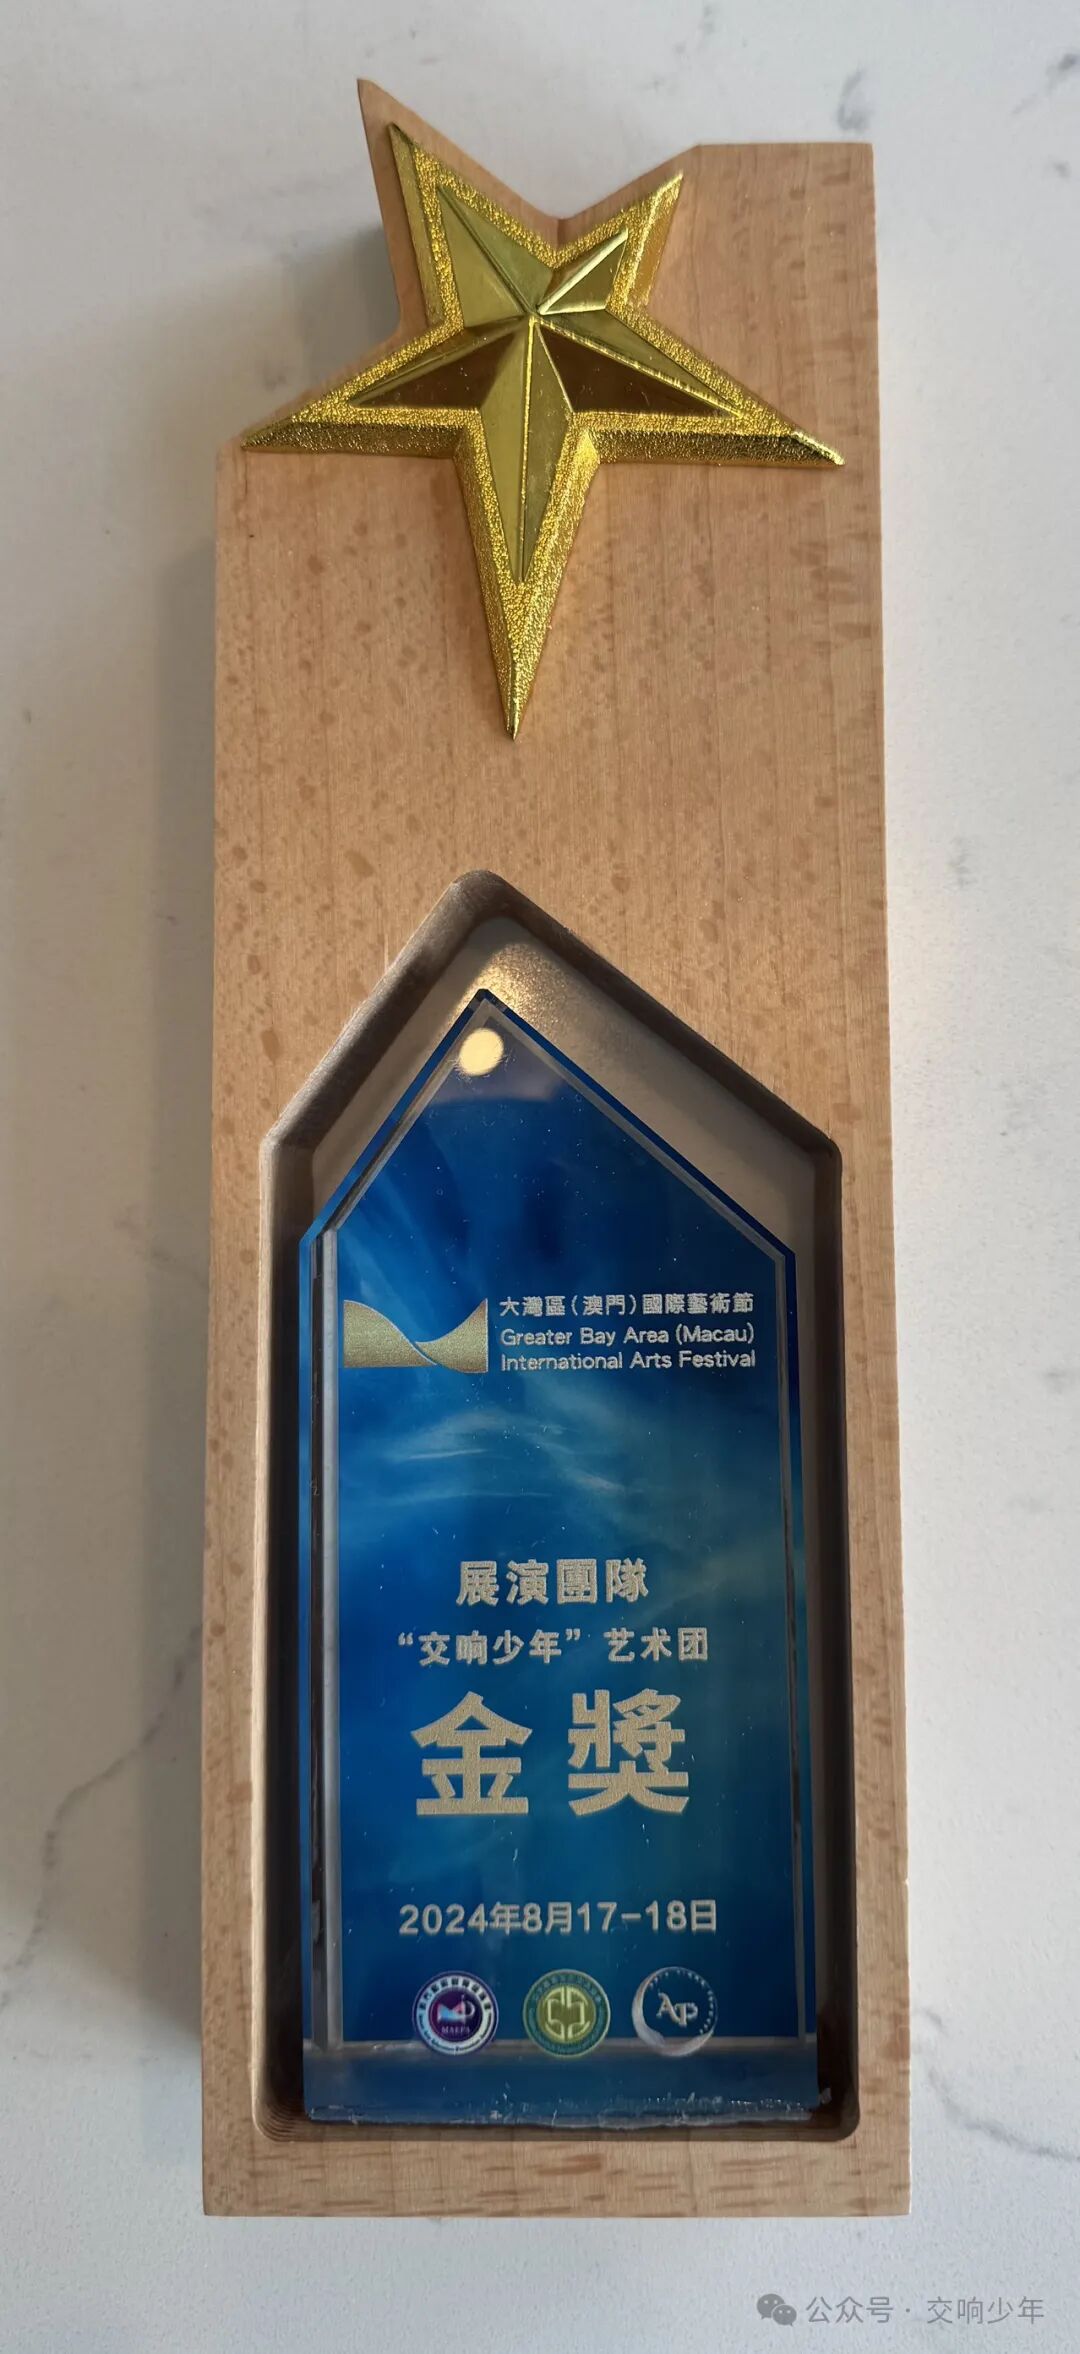 大灣區（澳門）國際藝術節
Greater Bay Area (Macau)
International Arts Festival
展演團隊
“交响少年”艺术团
金獎
2024年8月17-18日
MAEPA
Ap
公众号 · 交响少年